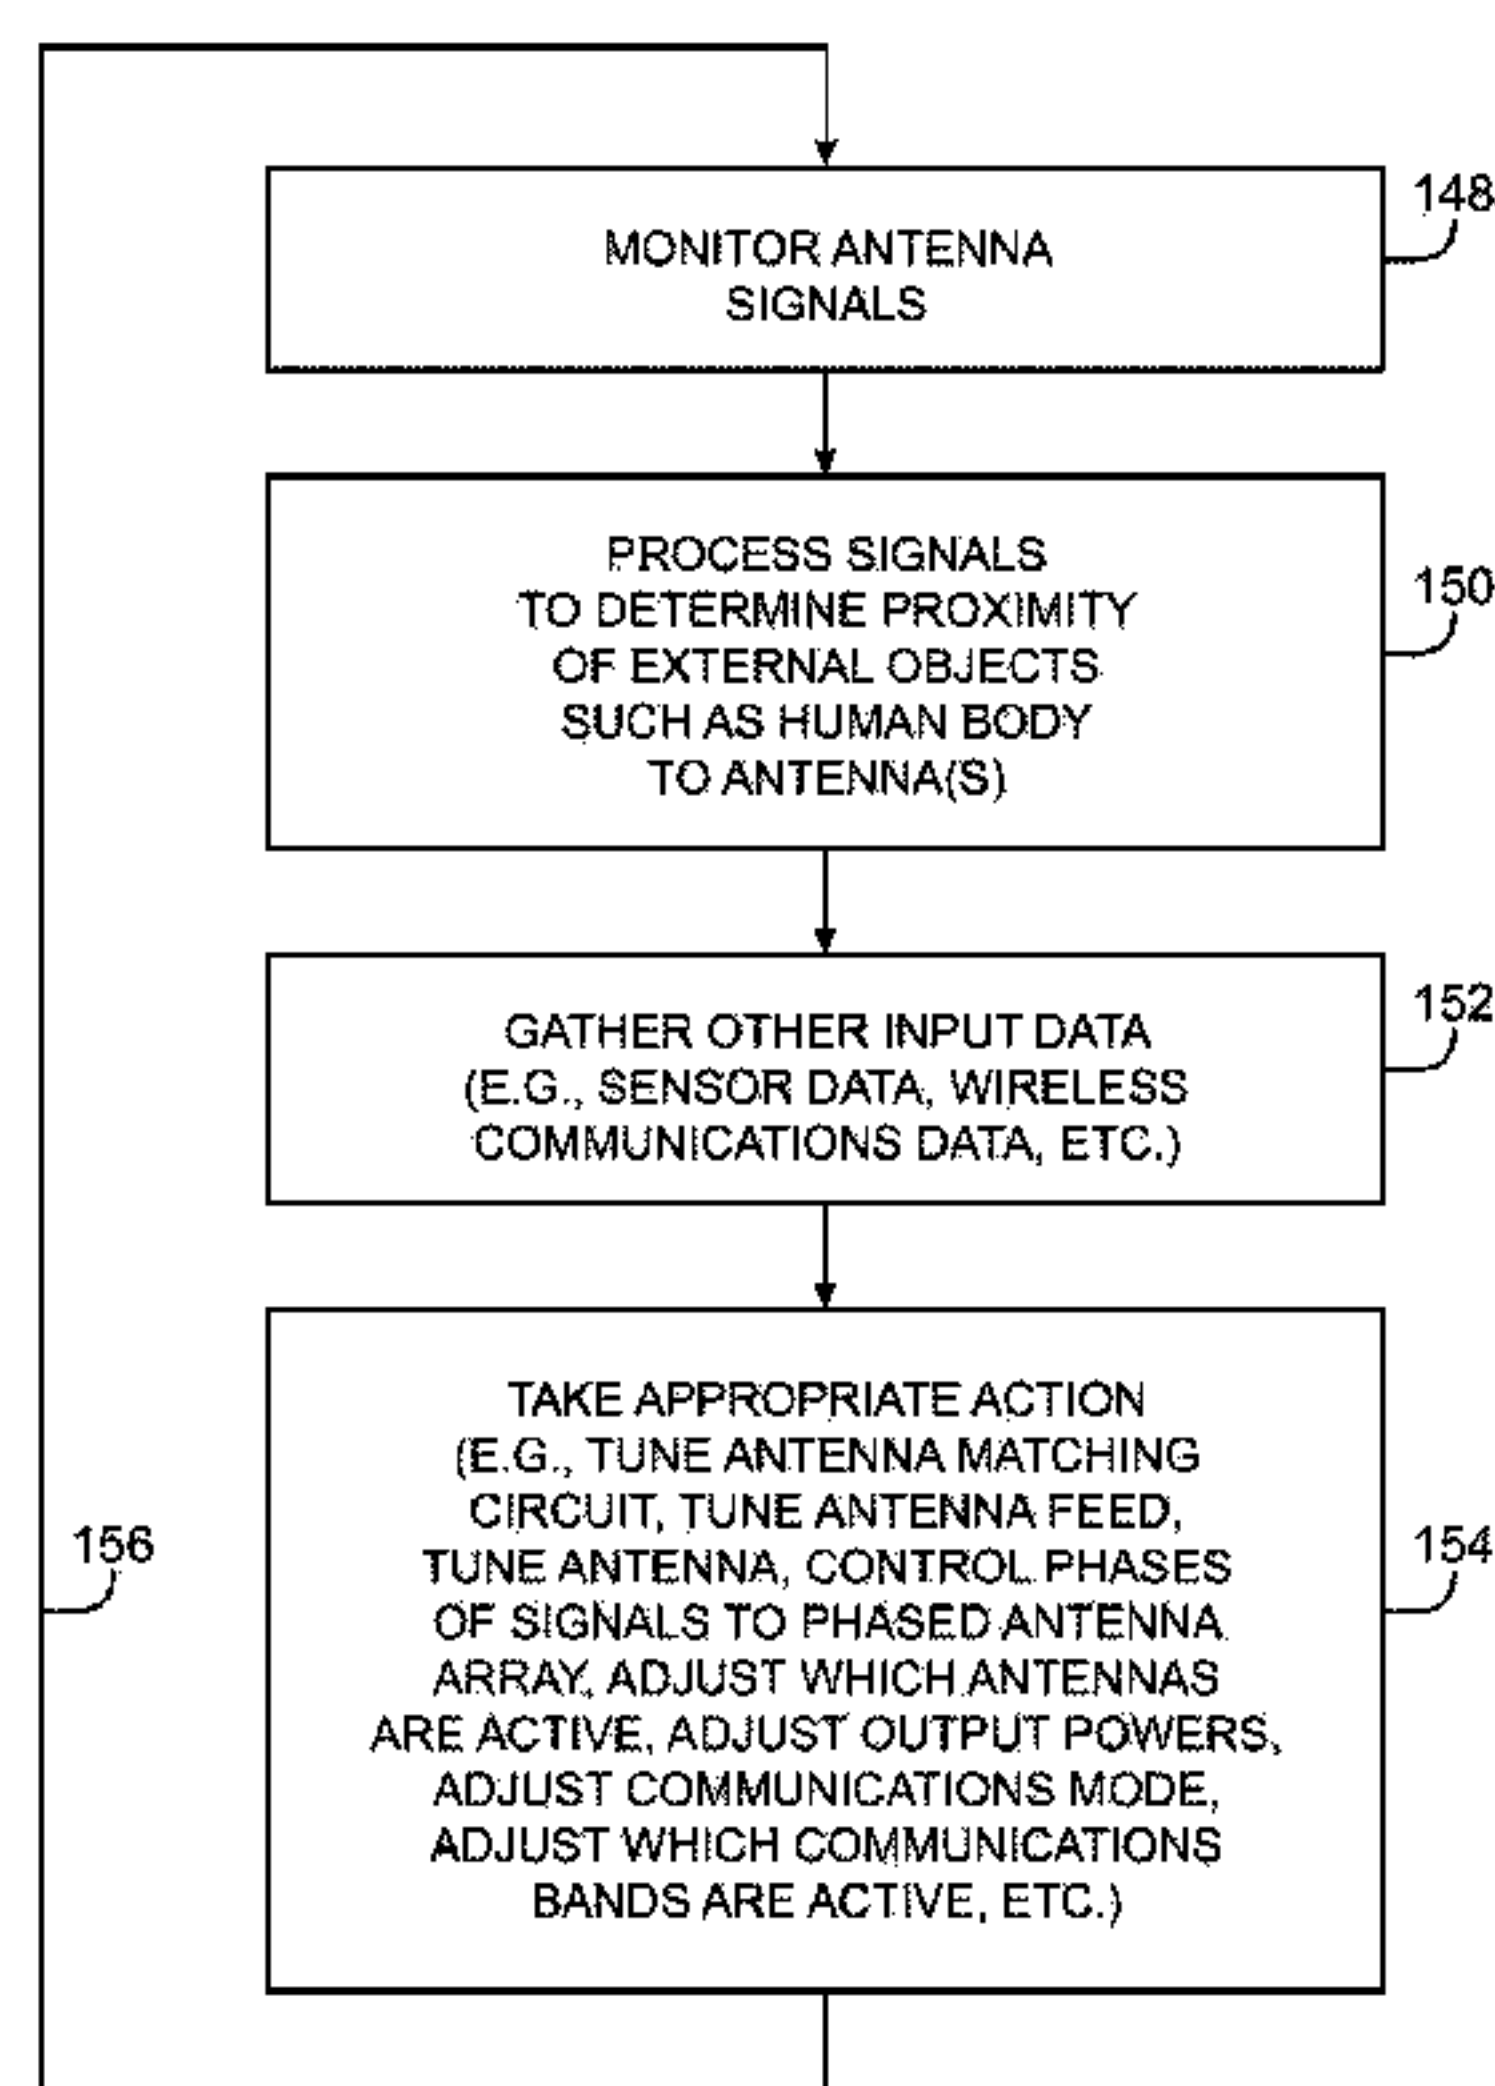 148
MONITOR ANTENNA
SIGNALS
150
PROCESS SIGNALS
TO DETERMINE PROXIMITY
OF EXTERNAL OBJECTS
SUCH AS HUMAN BODY
TO ANTENNA(S)
152
GATHER OTHER INPUT DATA
(E.G., SENSOR DATA, WIRELESS
COMMUNICATIONS DATA, ETC.)
156
154
TAKE APPROPRIATE ACTION
(E.G., TUNE ANTENNA MATCHING
CIRCUIT, TUNE ANTENNA FEED,
TUNE ANTENNA, CONTROL PHASES
OF SIGNALS TO PHASED ANTENNA
ARRAY, ADJUST WHICH ANTENNAS
ARE ACTIVE, ADJUST OUTPUT POWERS,
ADJUST COMMUNICATIONS MODE,
ADJUST WHICH COMMUNICATIONS
BANDS ARE ACTIVE, ETC.)